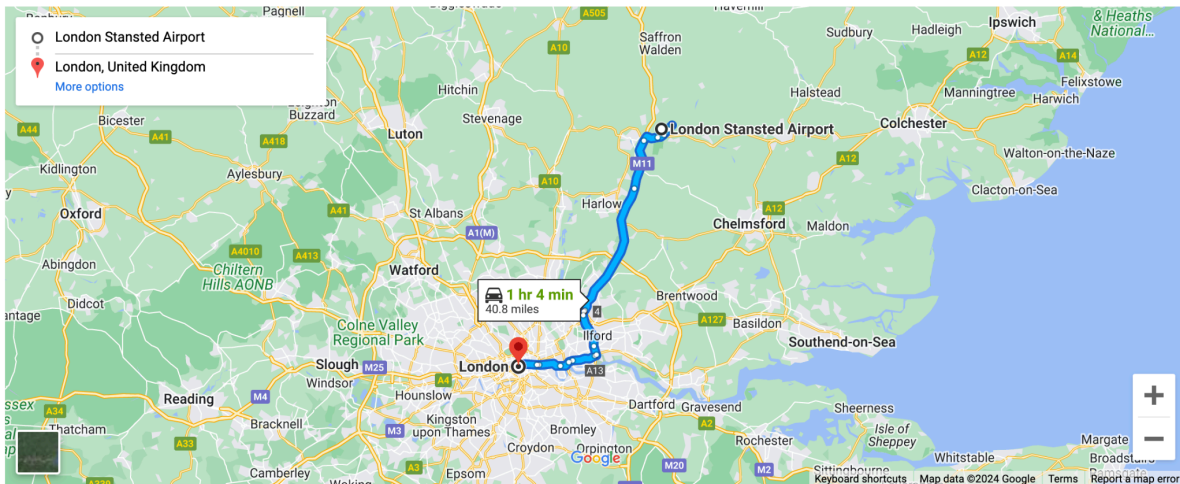 London Stansted Airport
London, United Kingdom
More options
Pagnell
A505
Saffron
Walden
Sudbury
Hadleigh
Ipswich
& Heaths
National...
A10
A12
A14
Felixstowe
Hitchin
Halstead
Manningtree
Harwich
Buzzard
Bicester
Stevenage
Luton
A44
A41
A418
London Stansted Airport
Colchester
A12
Walton-on-the-Naze
Kidlington
Aylesbury
M11
A10
Clacton-on-Sea
Oxford
A41
St Albans
Harlow
A12
Chelmsford
Maldon
A1(M)
A4010
A413
Abingdon
Chiltern
Hills AONB
Watford
Didcot
1 hr 4 min
40.8 miles
Brentwood
4
A127
Basildon
Colne Valley
Regional Park
Ilford
Southend-on-Sea
Slough
M25
London
A13
Windsor
A4
Reading
M4
Hounslow
Dartford
Gravesend
Sheerness
A34
Thatcham
Bracknell
M3
Kingston
upon Thames
Bromley
A2
Isle of
Sheppey
A33
Croydon
Orpington
Rochester
Margate
Google
Whitstable
Camberley
A3
Epsom
M20
M2
Sittingbourne
Keyboard shortcuts
Map data ©2024 Google
Terms
Report a map error